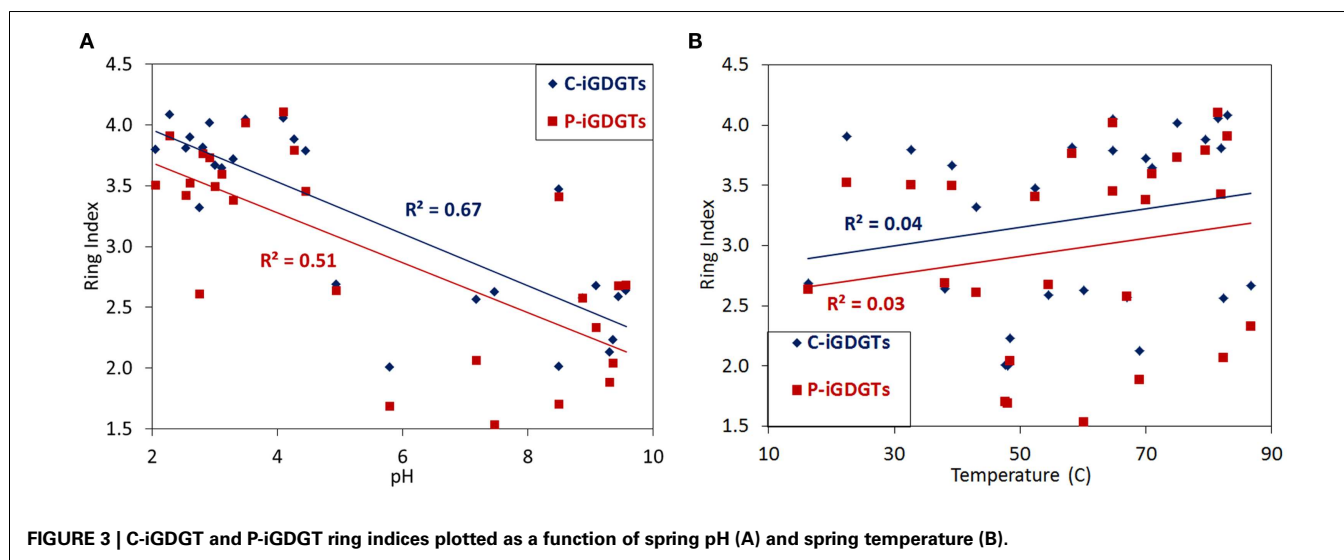 A
4.5
4.0
3.5
3.0
2.5
2.0
1.5
Ring Index
C-iGDGTs
P-iGDGTs
R² = 0.67
R² = 0.51
2 4 6 8 10
pH
B
4.5
4.0
3.5
3.0
2.5
2.0
1.5
Ring Index
R² = 0.04
R² = 0.03
C-iGDGTs
P-iGDGTs
10 30 50 70 90
Temperature (C)
FIGURE 3 | C-iGDGT and P-iGDGT ring indices plotted as a function of spring pH (A) and spring temperature (B).